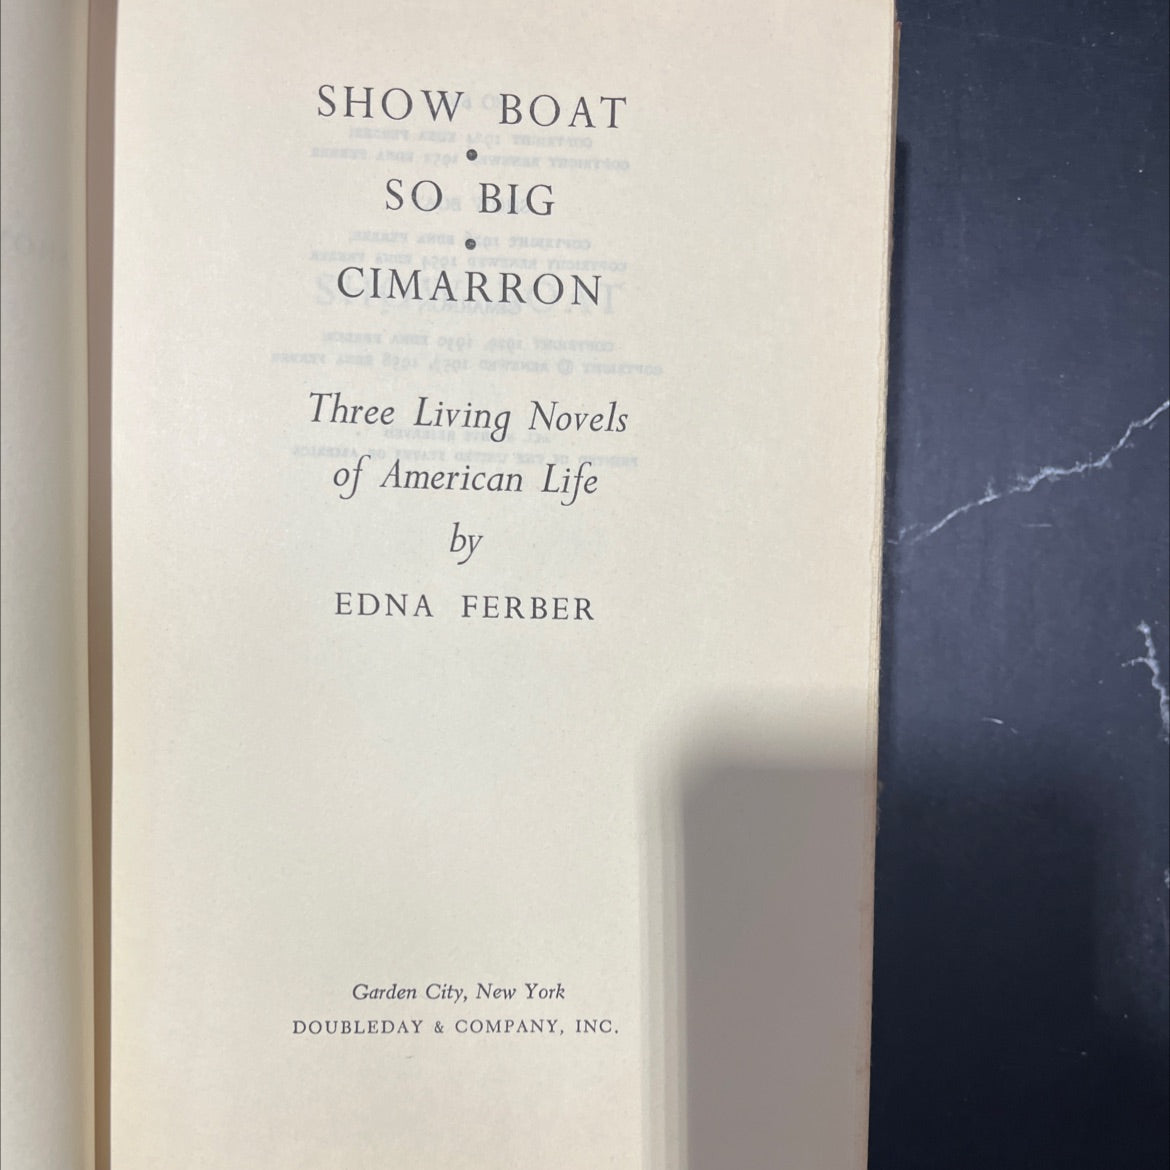 SHOW BOAT
•
SO BIG
•
CIMARRON
Three Living Novels
of American Life
by
EDNA FERBER
Garden City, New York
DOUBLEDAY & COMPANY, INC.